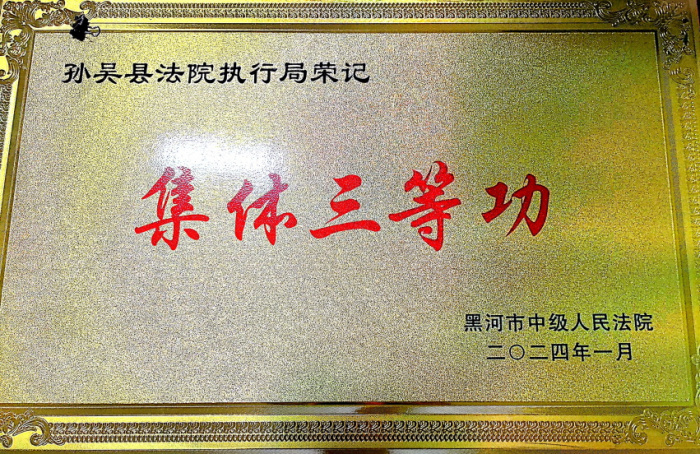 孙吴县法院执行局荣记
集体三等功
黑河市中级人民法院
二〇二四年一月